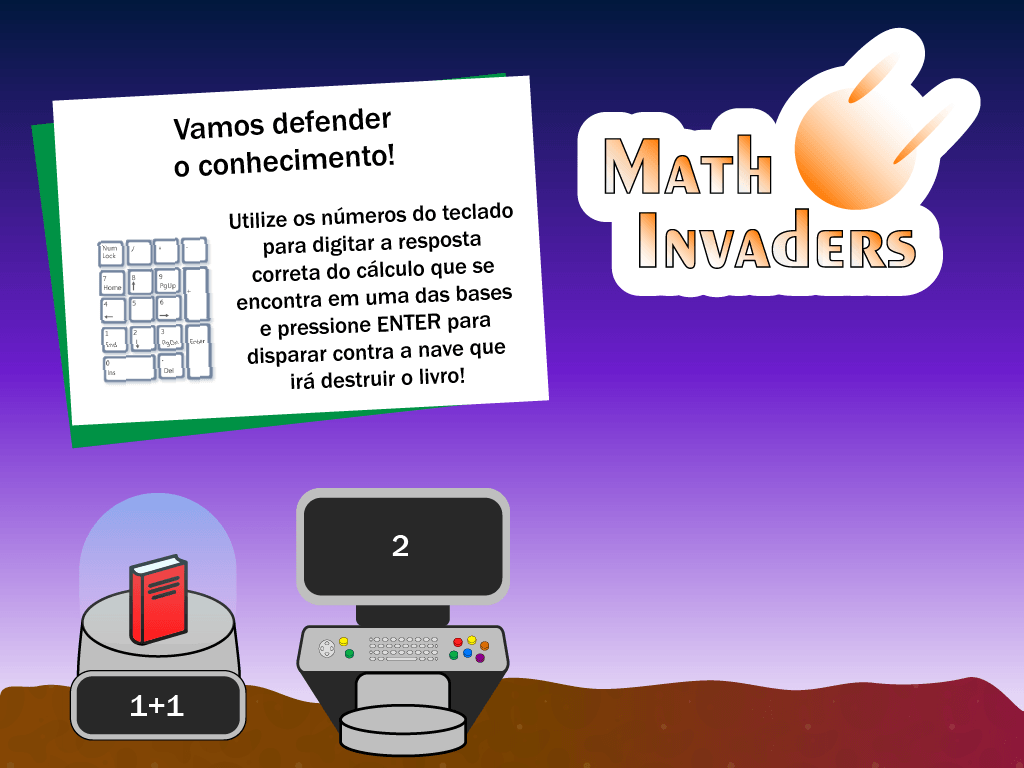 Vamos defender
o conhecimento!
Utilize os números do teclado
para digitar a resposta
correta do cálculo que se
encontra em uma das bases
e pressione ENTER para
disparar contra a nave que
irá destruir o livro!
Num
Lock
/
*
-
7
Home
8
9
PgUp
+
4
5
6
1
End
2
3
PgDn
Enter
0
Ins
.
Del
MATH
INVADERS
2
1+1